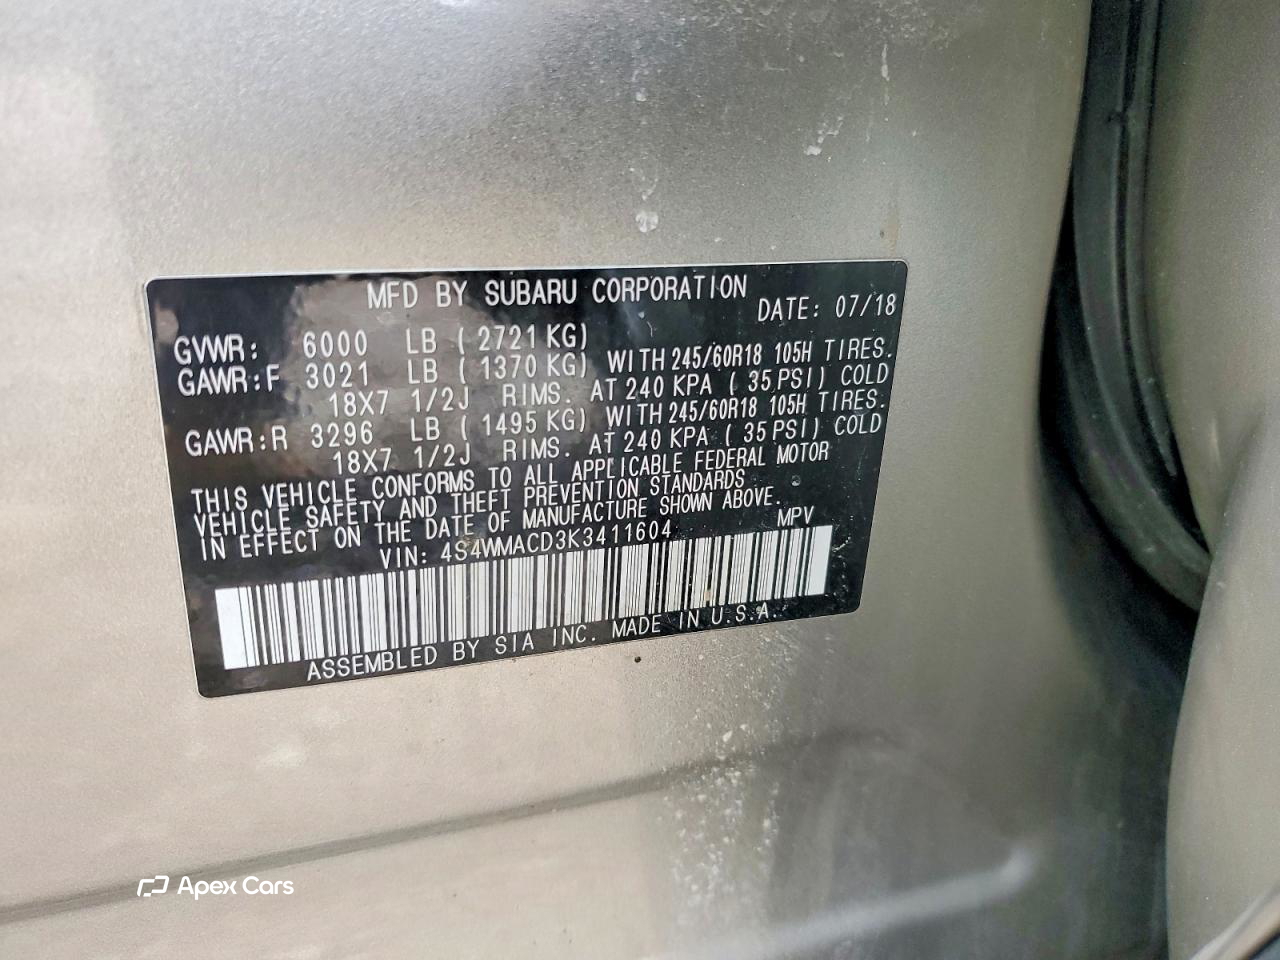 MFD BY SUBARU CORPORATION
DATE: 07/18
GVWR: 6000 LB (2721 KG)
GAWR:F 3021 LB (1370 KG) WITH 245/60R18 105H TIRES.
18X7 1/2J RIMS. AT 240 KPA (35 PSI) COLD
GAWR:R 3296 LB (1495 KG) WITH 245/60R18 105H TIRES.
18X7 1/2J RIMS. AT 240 KPA (35 PSI) COLD
THIS VEHICLE CONFORMS TO ALL APPLICABLE FEDERAL MOTOR
VEHICLE SAFETY AND THEFT PREVENTION STANDARDS
IN EFFECT ON THE DATE OF MANUFACTURE SHOWN ABOVE.
VIN: 4S4WMACD3K3411604 MPV
ASSEMBLED BY SIA INC. MADE IN U.S.A.
Apex Cars